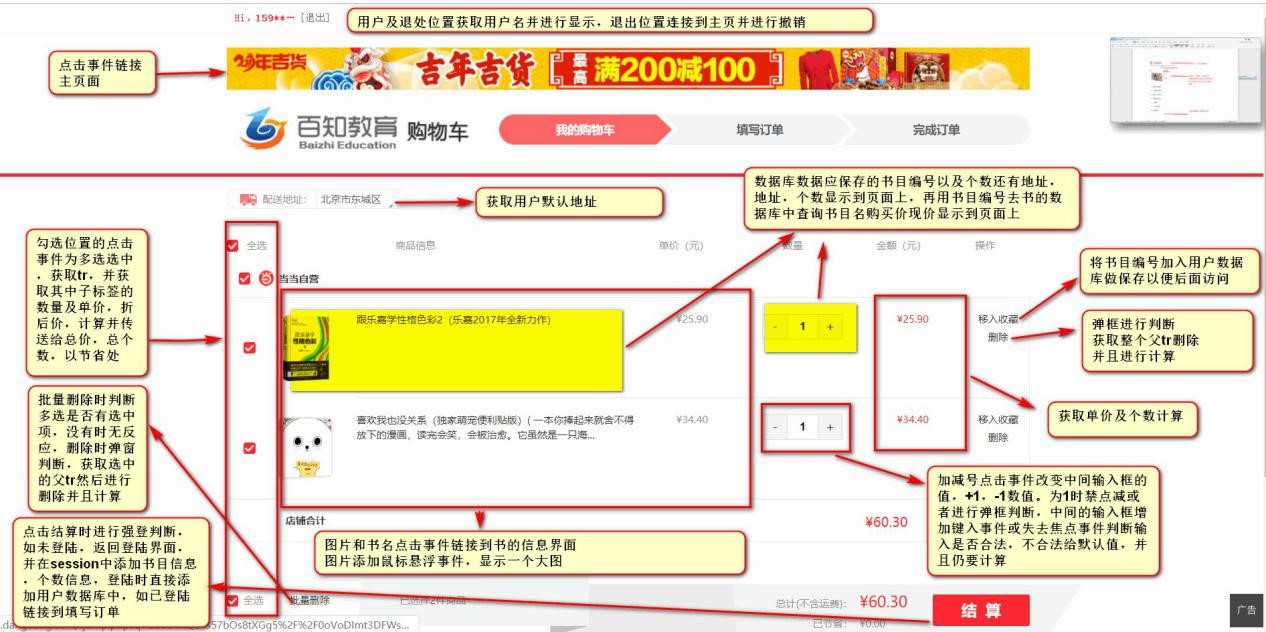 Hi, 159**… [退出]
用户及退处位置获取用户名并进行显示，退出位置连接到主页并进行撤销
点击事件链接
主页面
吉年吉货
吉年吉货
最高
满200减100
百知教育
Baizhi Education
购物车
我的购物车
填写订单
完成订单
配送地址：
北京市东城区
获取用户默认地址
数据库数据应保存的书目编号以及个数还有地址，
地址，个数显示到页面上，再用书目编号去书的数
据库中查询书目名购买价现价显示到页面上
勾选位置的点击
事件为多选选中
，获取tr，并获
取其中子标签的
数量及单价，折
后价，计算并传
送给总价，总个
数，以节省处
全选
商品信息
单价（元）
数量
金额（元）
操作
将书目编号加入用户数据
库做保存以便后面访问
当当自营
跟乐嘉学性格色彩2（乐嘉2017年全新力作）
¥25.90
- 1 +
¥25.90
移入收藏
删除
弹框进行判断
获取整个父tr删除
并且进行计算
跟乐嘉学
性格色彩
批量删除时判断
多选是否有选中
项，没有时无反
应，删除时弹窗
判断，获取选中
的父tr然后进行
删除并且计算
喜欢我也没关系（独家萌宠便利贴版）( 一本你捧起来就舍不得
放下的漫画，读完会笑，会被治愈。它虽然是一只海...
¥34.40
- 1 +
¥34.40
移入收藏
删除
获取单价及个数计算
加减号点击事件改变中间输入框的
值，+1，-1数值。为1时禁点减或
者进行弹框判断，中间的输入框增
加键入事件或失去焦点事件判断输
入是否合法，不合法给默认值，并
且仍要计算
店铺合计
¥60.30
点击结算时进行强登判断，
如未登陆，返回登陆界面，
并在session中添加书目信息
，个数信息，登陆时直接添
加用户数据库中，如已登陆
链接到填写订单
图片和书名点击事件链接到书的信息界面
图片添加鼠标悬浮事件，显示一个大图
全选
批量删除
已选择2件商品
总计(不含运费)：
¥60.30
已节省：
¥0.00
结 算
广告